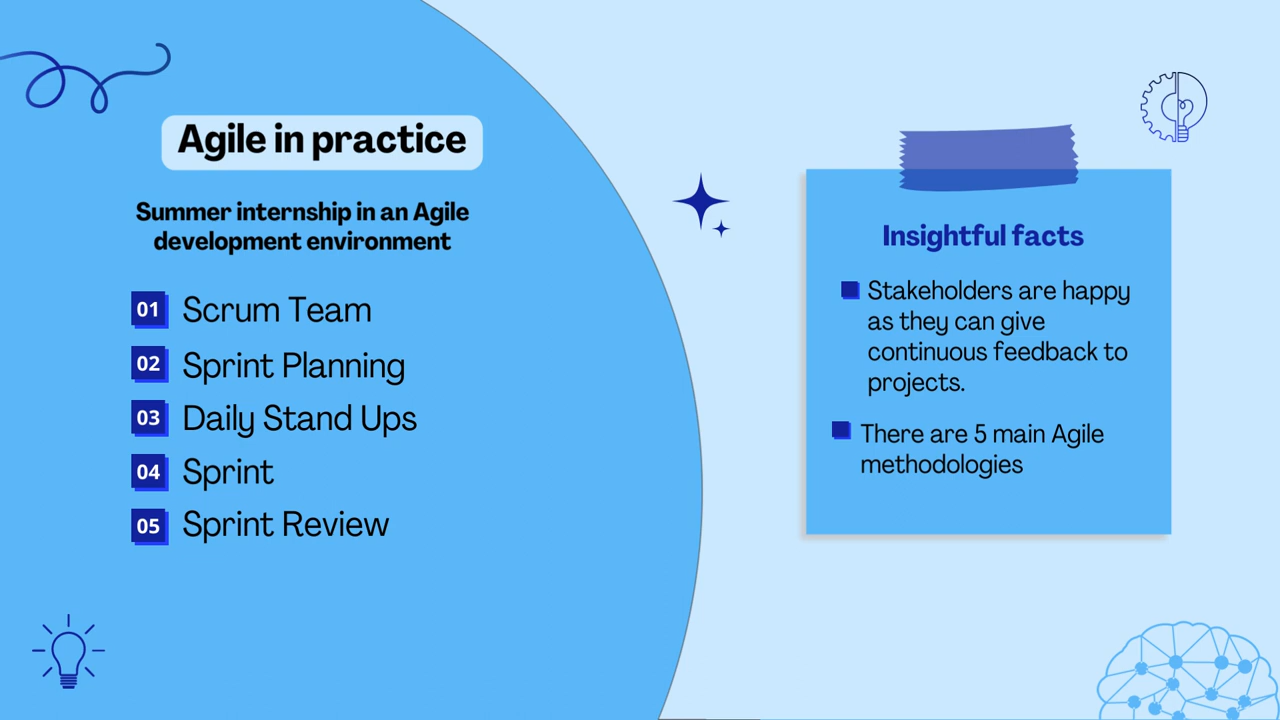 Agile in practice
Summer internship in an Agile
development environment
01 Scrum Team
02 Sprint Planning
03 Daily Stand Ups
04 Sprint
05 Sprint Review
Insightful facts
Stakeholders are happy
as they can give
continuous feedback to
projects.
There are 5 main Agile
methodologies